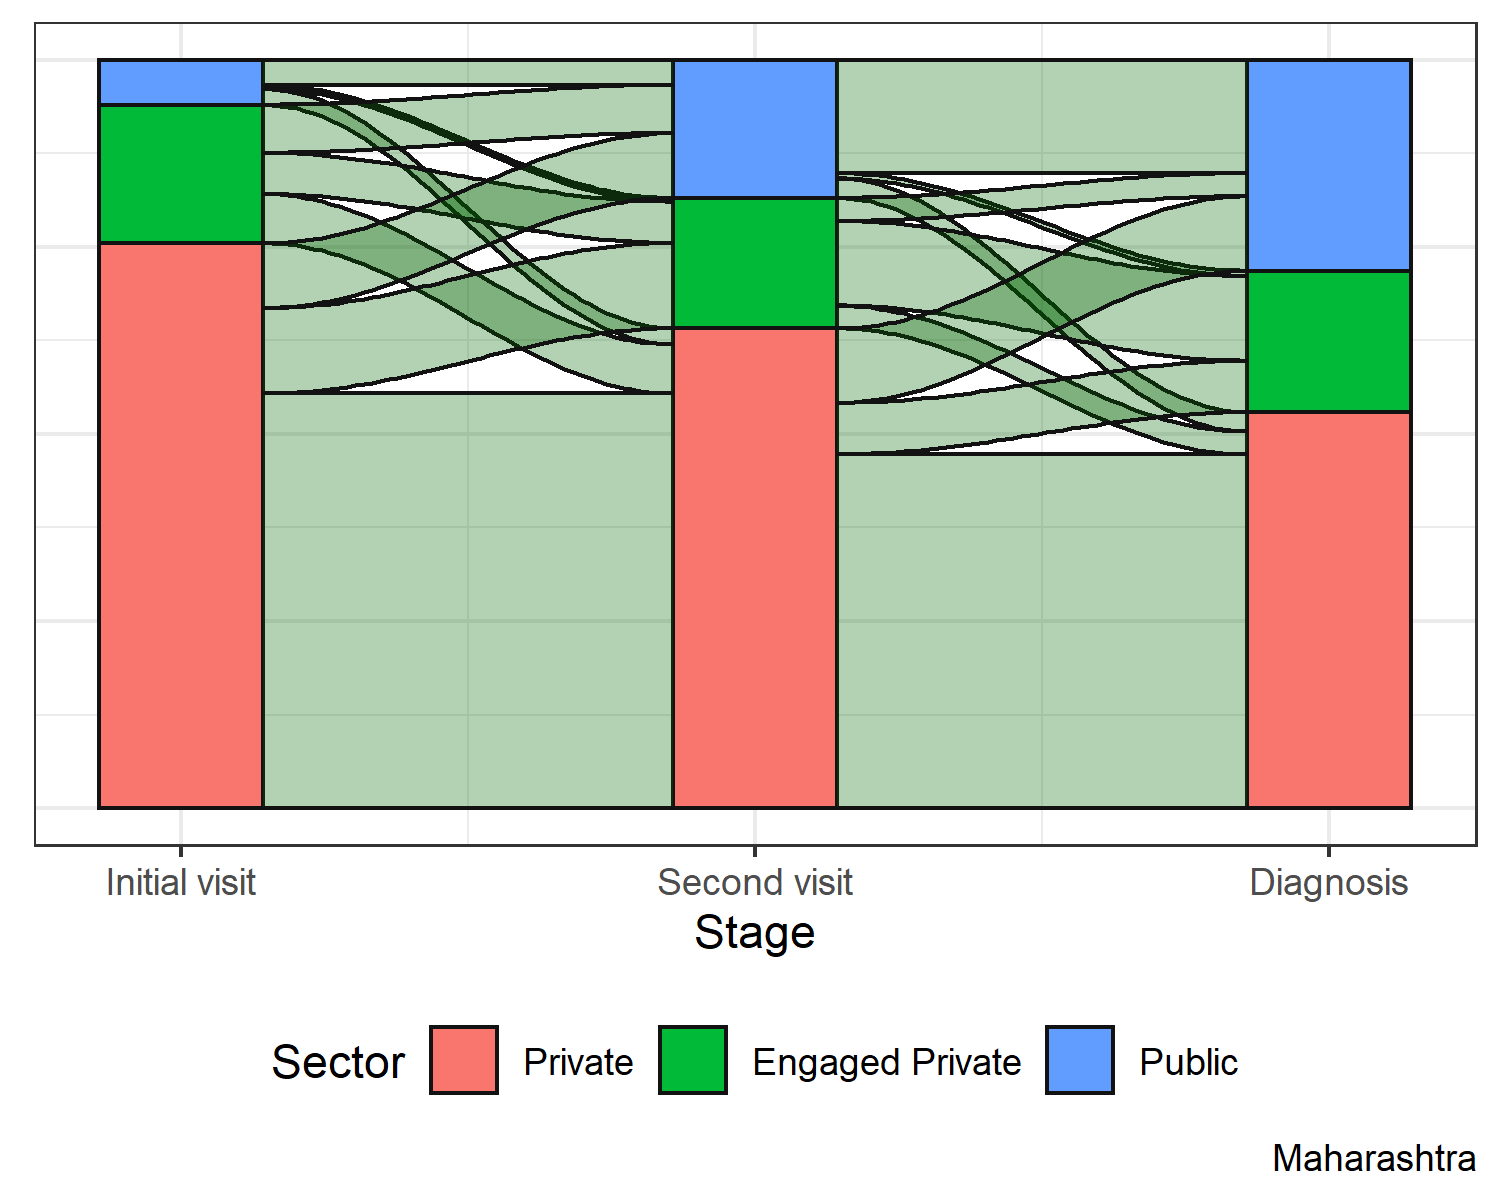 Initial visit Second visit Diagnosis
Stage
Sector Private Engaged Private Public
Maharashtra